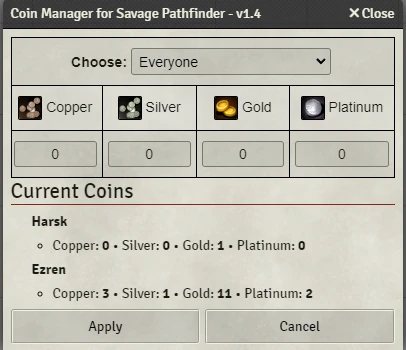 Coin Manager for Savage Pathfinder - v1.4 ✕ Close
Choose: Everyone
Copper Silver Gold Platinum
0 0 0 0
Current Coins
Harsk
Copper: 0 • Silver: 0 • Gold: 1 • Platinum: 0
Ezren
Copper: 3 • Silver: 1 • Gold: 11 • Platinum: 2
Apply Cancel